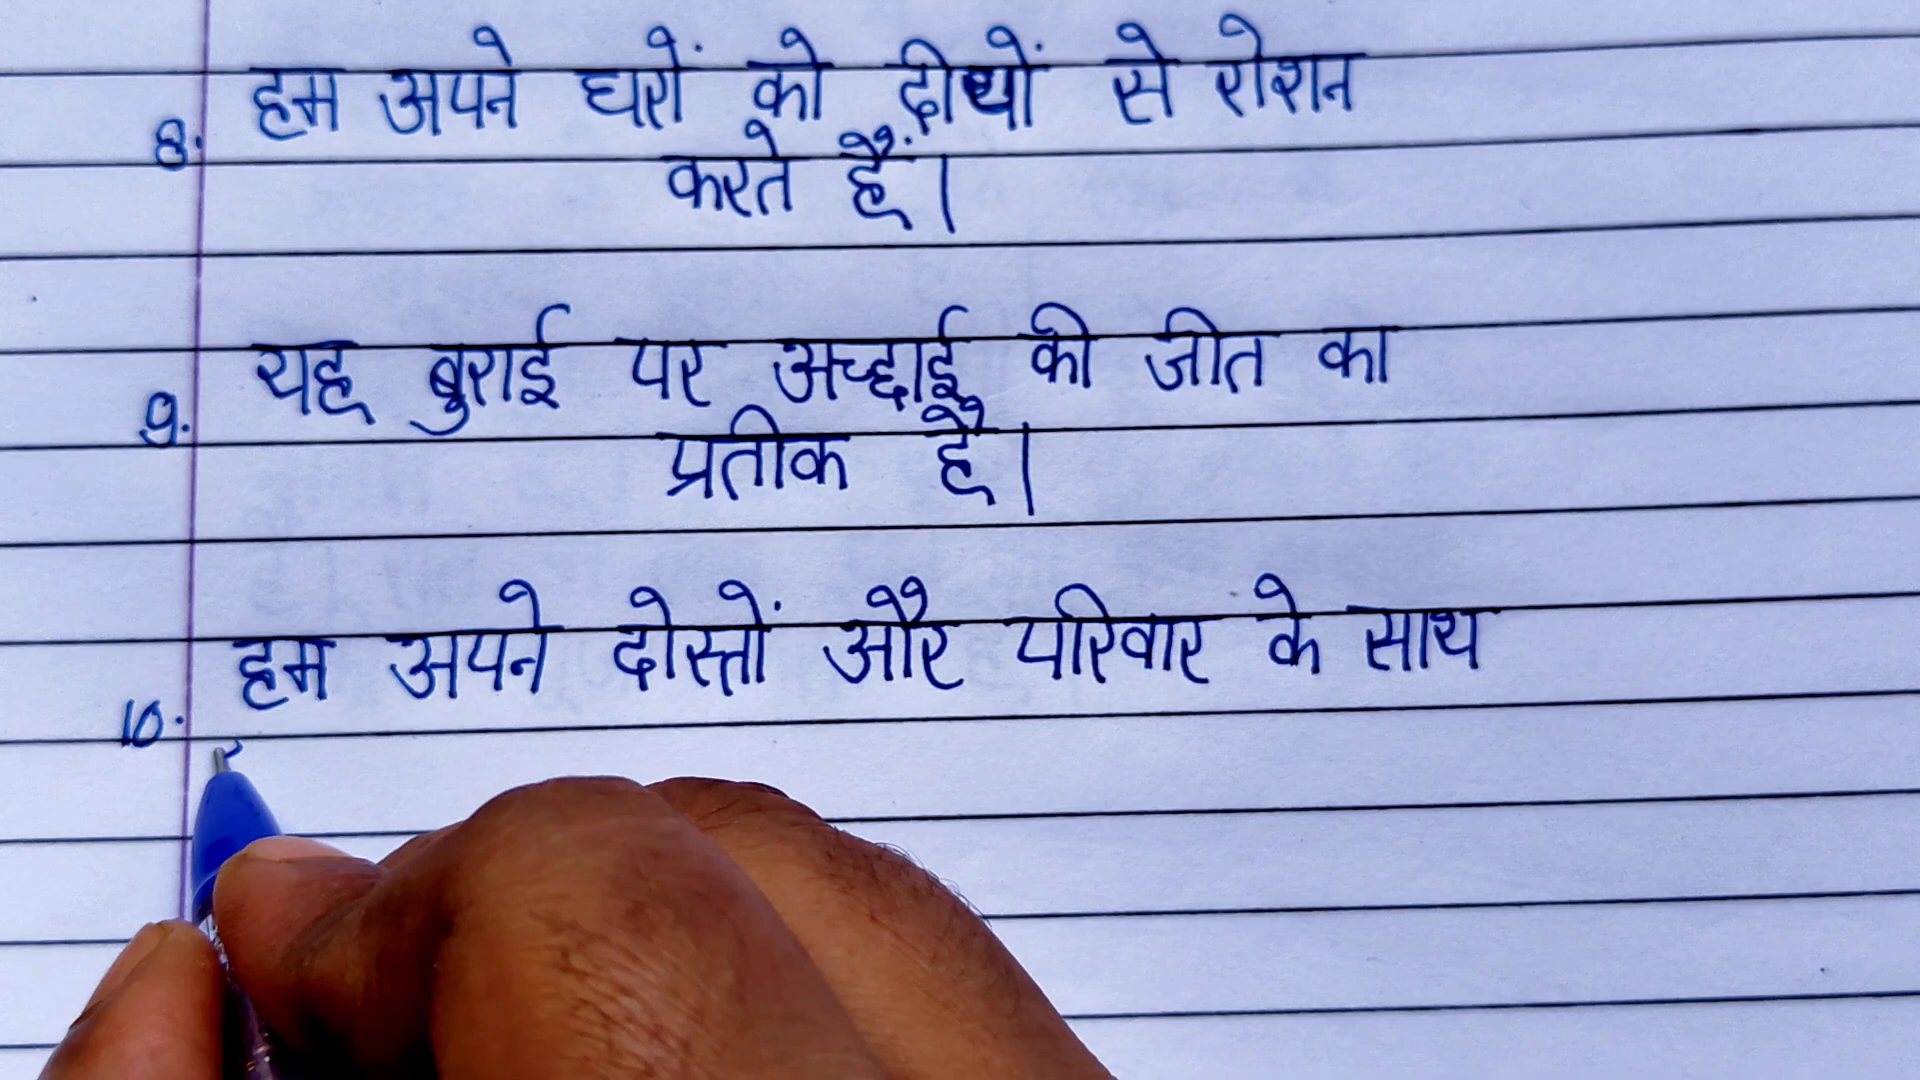 8. हम अपने घरों को दीयों से रोशन
करते हैं।
9. यह बुराई पर अच्छाई की जीत का
प्रतीक है।
10. हम अपने दोस्तों और परिवार के साथ